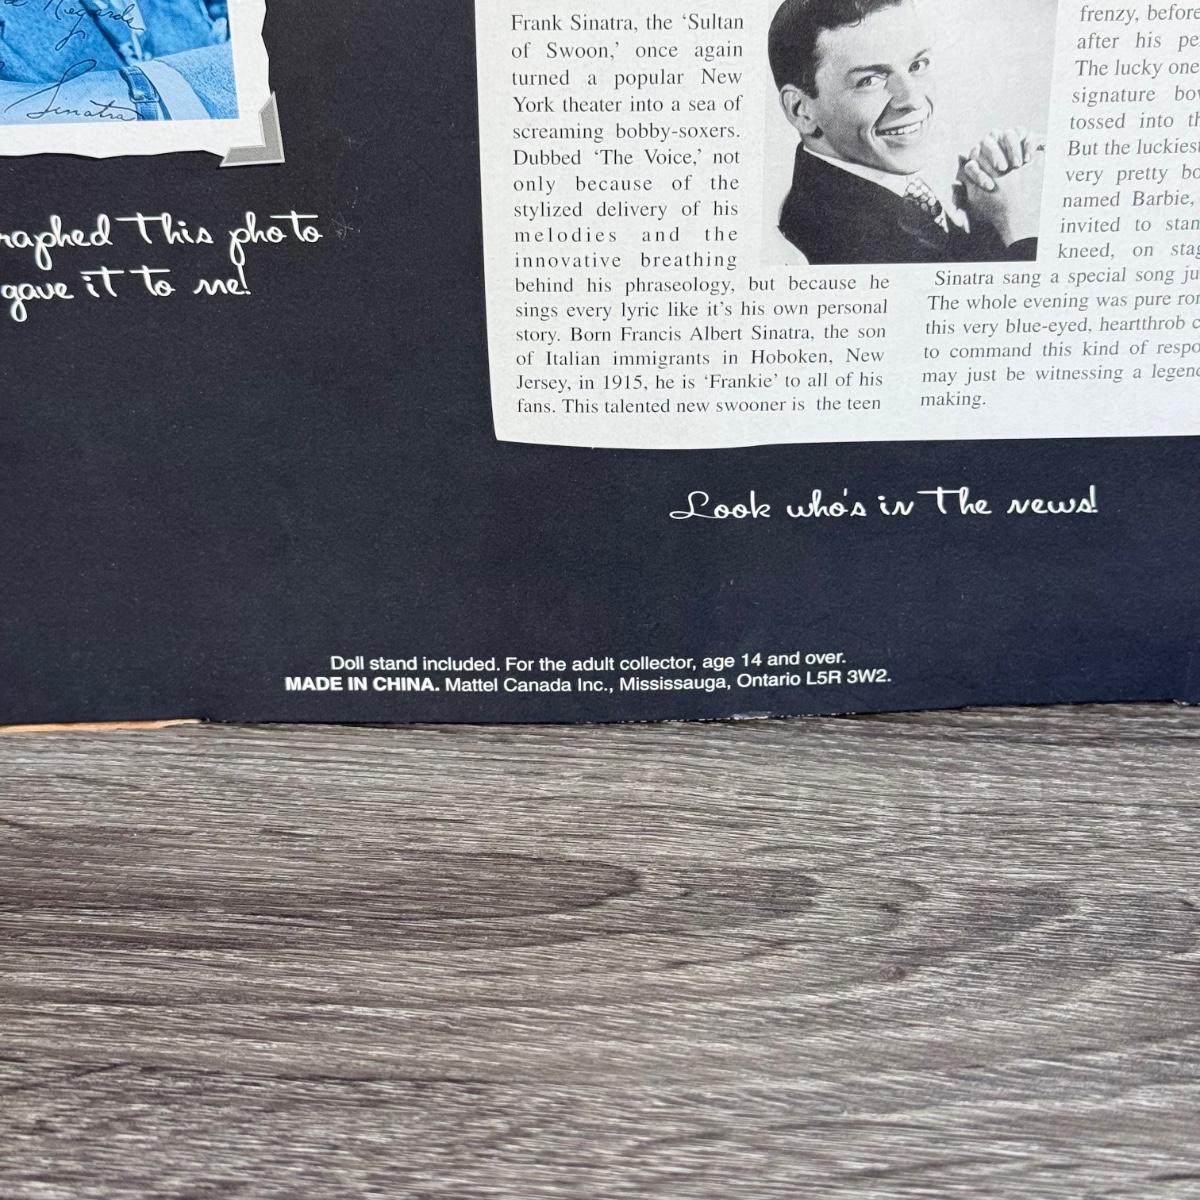 Regards
Sinatra
This photo
gave it to me!
Frank Sinatra, the ‘Sultan
of Swoon,’ once again
turned a popular New
York theater into a sea of
screaming bobby-soxers.
Dubbed ‘The Voice,’ not
only because of the
stylized delivery of his
melodies and the
innovative breathing
behind his phraseology, but because he
sings every lyric like it’s his own personal
story. Born Francis Albert Sinatra, the son
of Italian immigrants in Hoboken, New
Jersey, in 1915, he is ‘Frankie’ to all of his
fans. This talented new swooner is the teen
frenzy, before
after his
The lucky
signature
tossed into
But the luckiest
very pretty
named Barbie,
invited to
kneed, on
Sinatra sang a special song
The whole evening was pure
this very blue-eyed, heartthrob
to command this kind of
may just be witnessing a
making.
Look who's in The news!
Doll stand included. For the adult collector, age 14 and over.
MADE IN CHINA. Mattel Canada Inc., Mississauga, Ontario L5R 3W2.